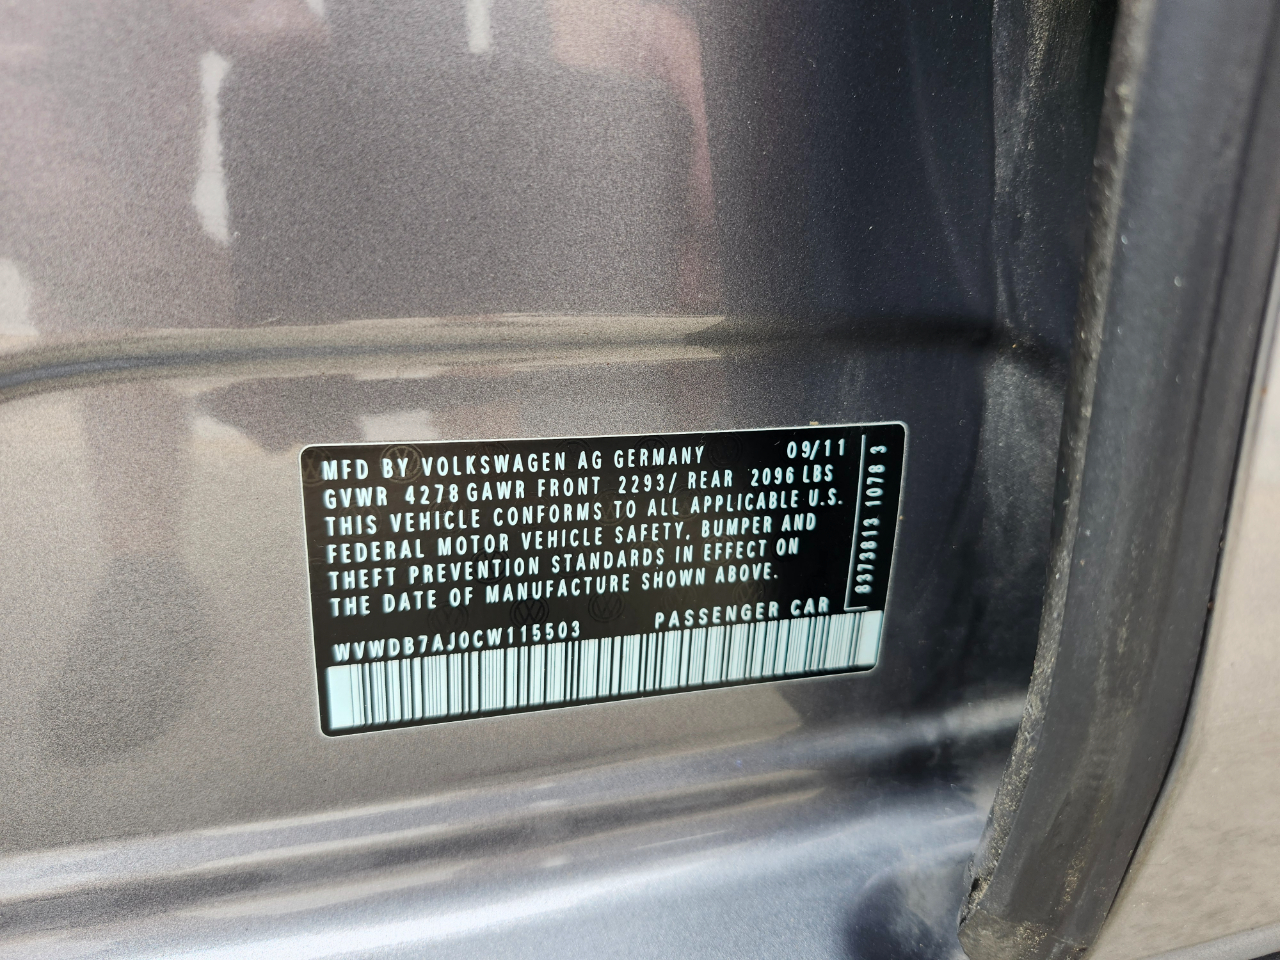 MFD BY VOLKSWAGEN AG GERMANY 09/11
GVWR 4278 GAWR FRONT 2293/ REAR 2096 LBS
THIS VEHICLE CONFORMS TO ALL APPLICABLE U.S.
FEDERAL MOTOR VEHICLE SAFETY, BUMPER AND
THEFT PREVENTION STANDARDS IN EFFECT ON
THE DATE OF MANUFACTURE SHOWN ABOVE.
WVWDB7AJ0CW115503 PASSENGER CAR
8373813 1078 3